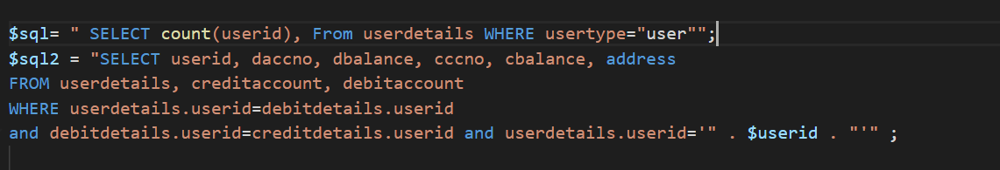 $sql= " SELECT count(userid), From userdetails WHERE usertype="user"";
$sql2 = "SELECT userid, daccno, dbalance, cccno, cbalance, address
FROM userdetails, creditaccount, debitaccount
WHERE userdetails.userid=debitdetails.userid
and debitdetails.userid=creditdetails.userid and userdetails.userid='" . $userid . "'" ;